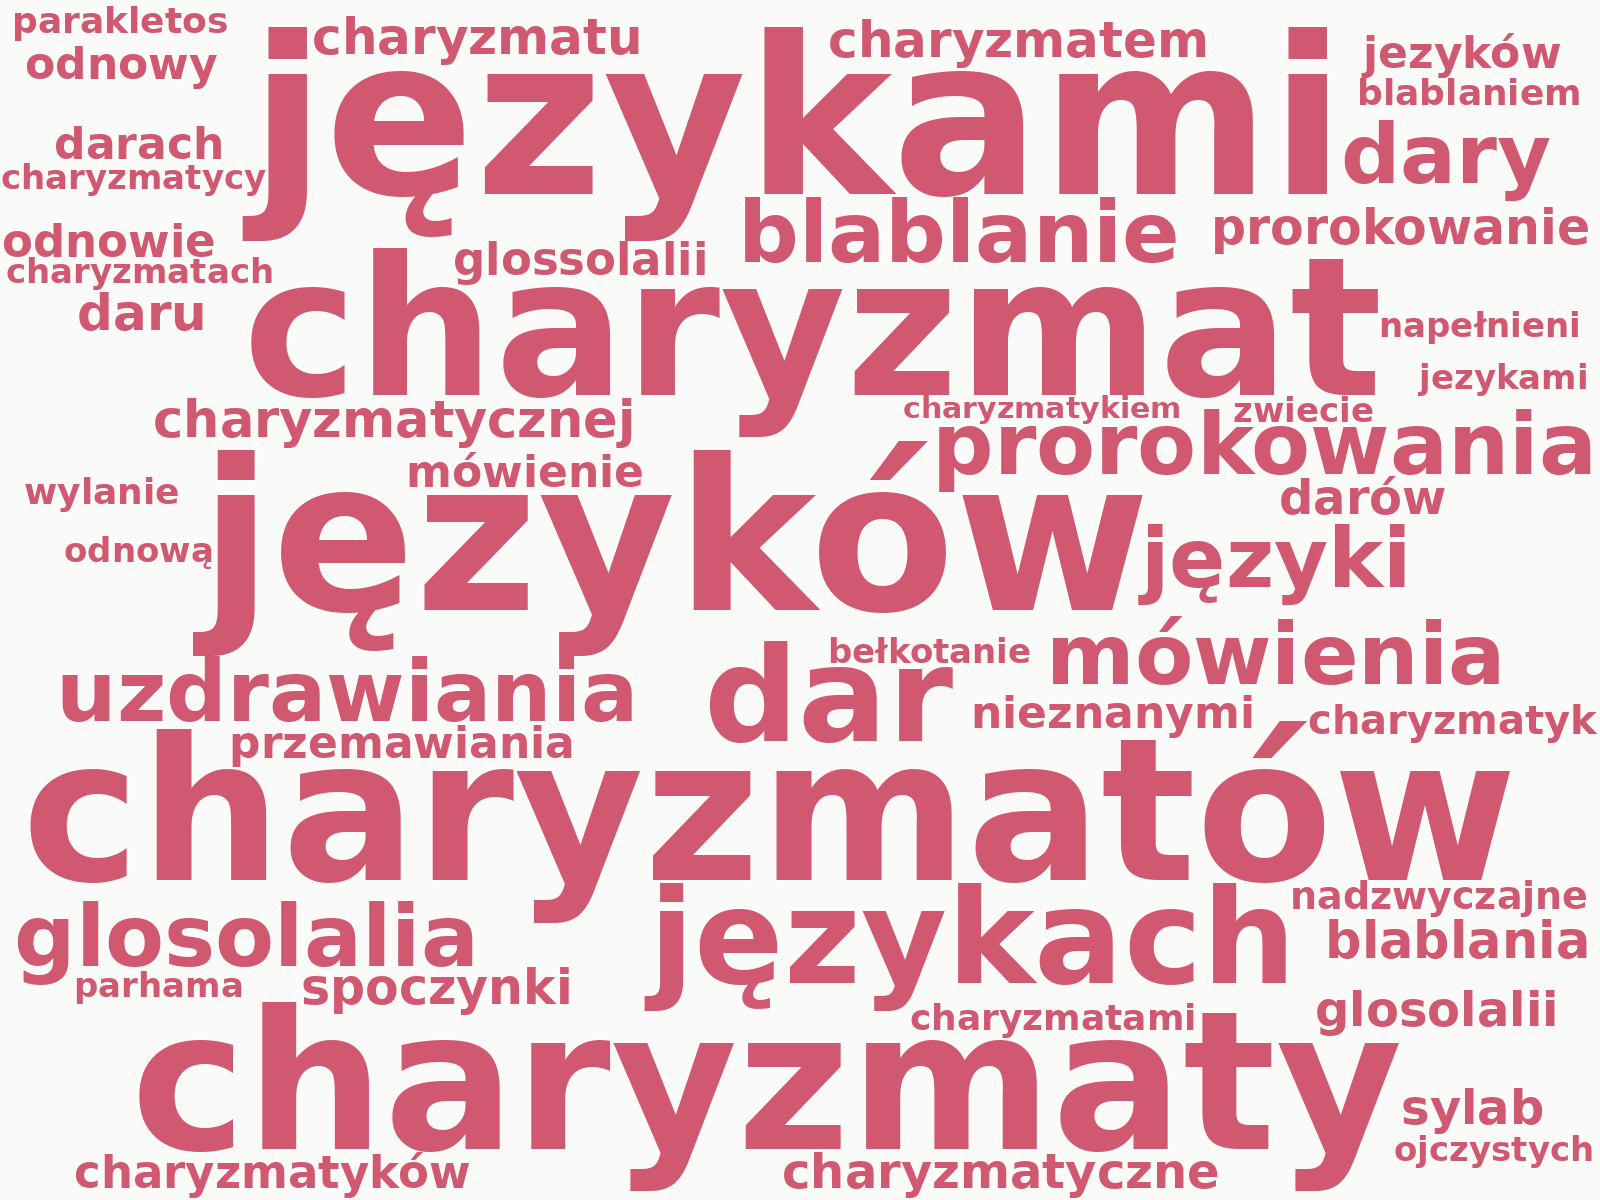 parakletos
charyzmatu
charyzmatem
odnowy
języków
językami
blablaniem
darach
dary
charyzmatycy
blablanie
prorokowanie
odnowie
glossolalii
charyzmatach
daru
charyzmat
napełnieni
jezykami
charyzmatycznej
charyzmatykiem
zwiecie
prorokowania
mówienie
wylanie
darów
odnową
języków
języki
bełkotanie
mówienia
uzdrawiania
dar
nieznanymi
charyzmatyk
przemawiania
charyzmatów
nadzwyczajne
glosolalia
językach
blablania
parhama
spoczynki
glosolalii
charyzmatami
charyzmaty
sylab
ojczystych
charyzmatyków
charyzmatyczne